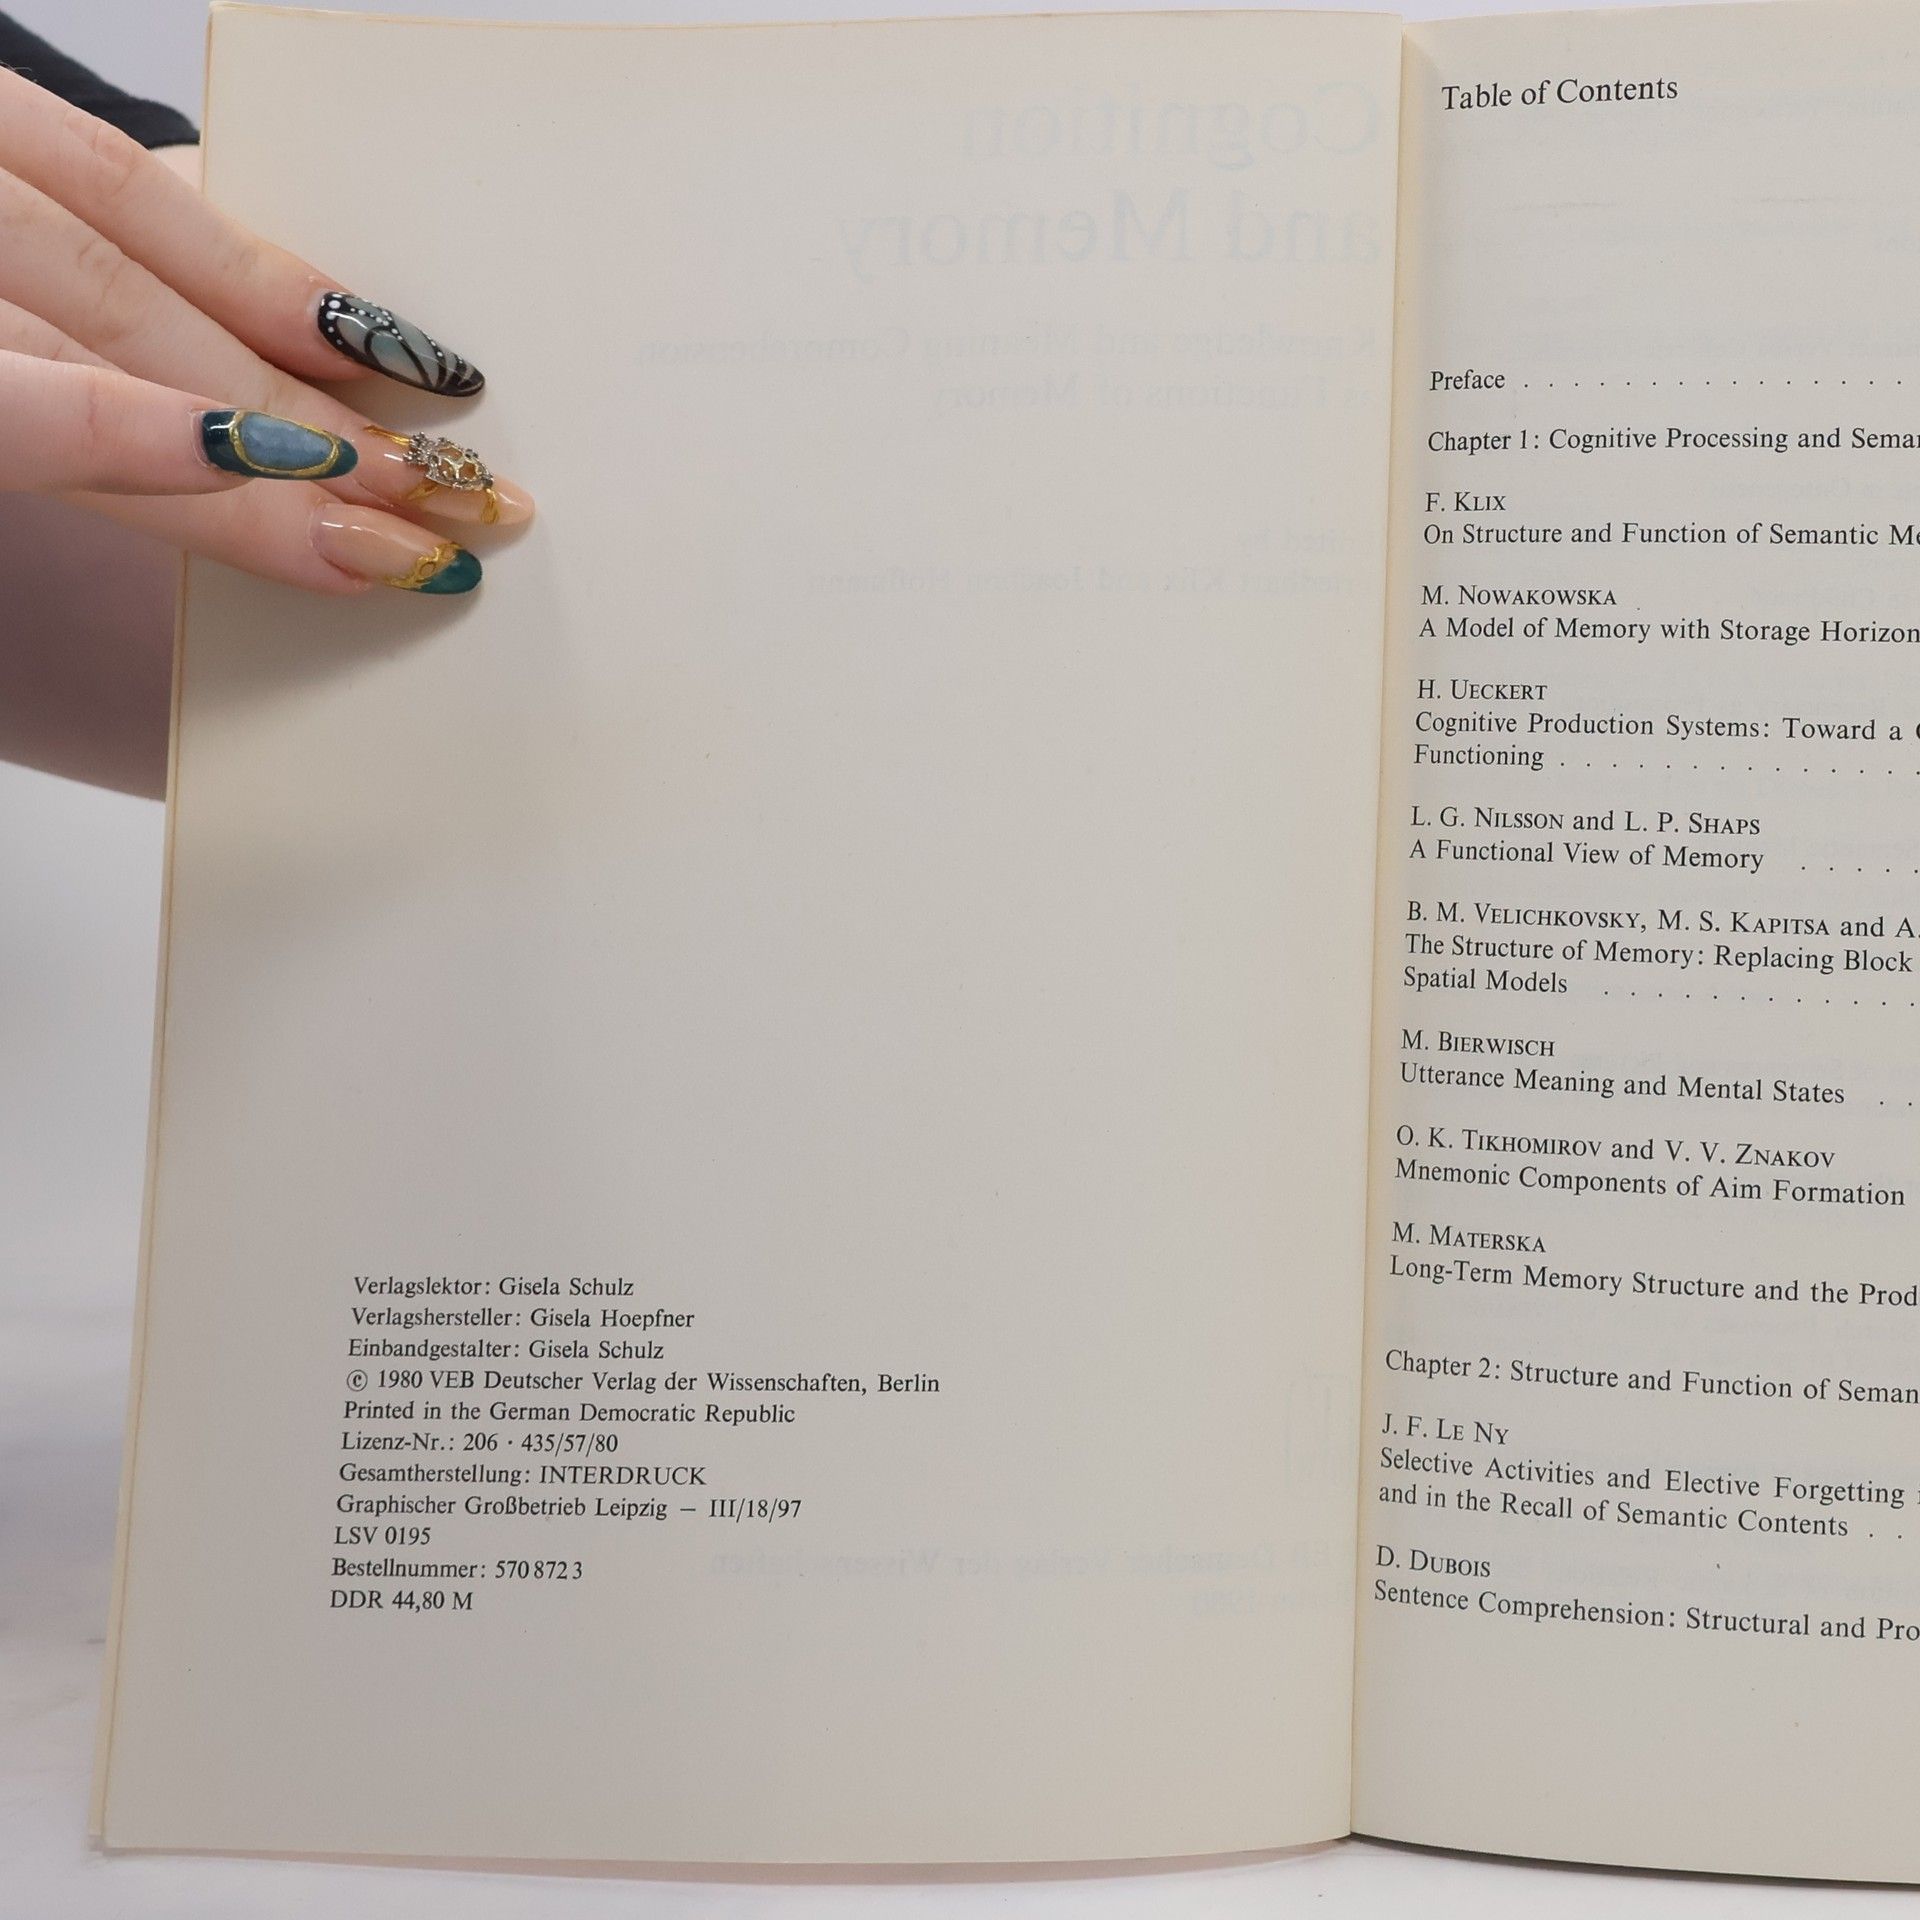 Verlagslektor: Gisela Schulz
Verlagshersteller: Gisela Hoepfner
Einbandgestalter: Gisela Schulz
© 1980 VEB Deutscher Verlag der Wissenschaften, Berlin
Printed in the German Democratic Republic
Lizenz-Nr.: 206 · 435/57/80
Gesamtherstellung: INTERDRUCK
Graphischer Großbetrieb Leipzig – III/18/97
LSV 0195
Bestellnummer: 570 872 3
DDR 44,80 M
Table of Contents
Preface . . . . . . . . . . . . . . .
Chapter 1: Cognitive Processing and
F. KLIX
On Structure and Function of Semantic
M. NOWAKOWSKA
A Model of Memory with Storage Horizon
H. UECKERT
Cognitive Production Systems: Toward a
Functioning . . . . . . . . . . . . . .
L. G. NILSSON and L. P. SHAPS
A Functional View of Memory . . . . .
B. M. VELICHKOVSKY, M. S. KAPITSA and A.
The Structure of Memory: Replacing Block
Spatial Models . . . . . . . . . . . .
M. BIERWISCH
Utterance Meaning and Mental States . .
O. K. TIKHOMIROV and V. V. ZNAKOV
Mnemonic Components of Aim Formation
M. MATERSKA
Long-Term Memory Structure and the
Chapter 2: Structure and Function of
J. F. LE NY
Selective Activities and Elective Forgetting
and in the Recall of Semantic Contents . .
D. DUBOIS
Sentence Comprehension: Structural and